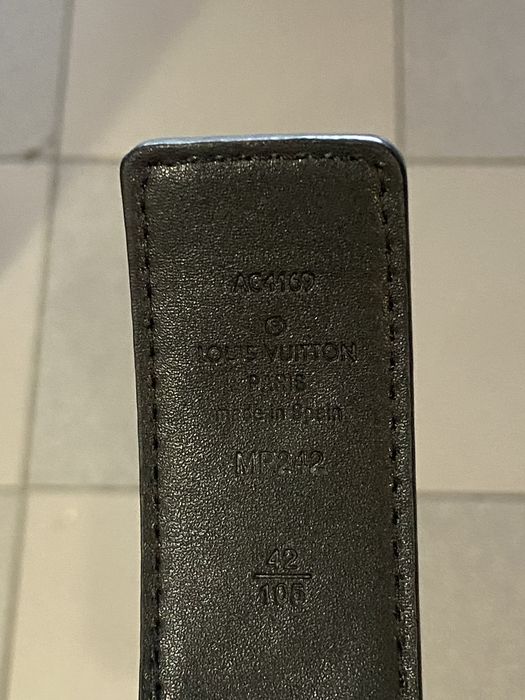 AC4169
LOUIS VUITTON
PARIS
made in Spain
MP242
42
105